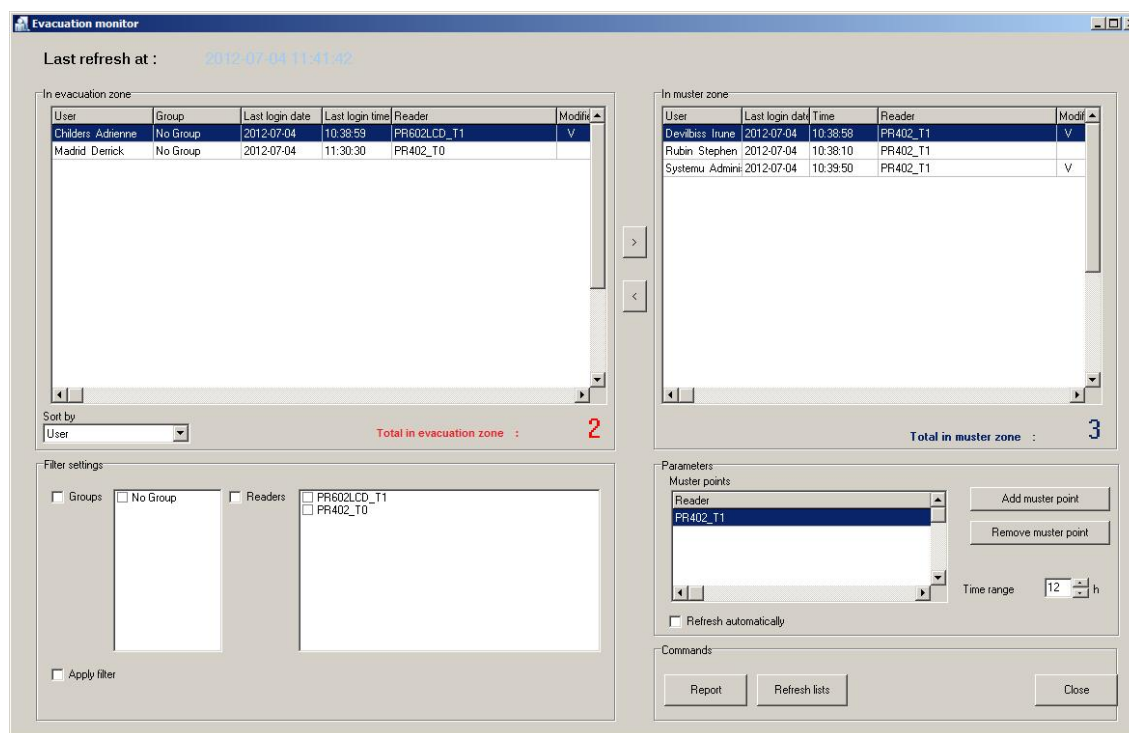 Evacuation monitor
Last refresh at : 2012-07-04 11:41:42
In evacuation zone
User Group Last login date Last login time Reader Modifie
Childers Adrienne No Group 2012-07-04 10:38:59 PR602LCD_T1 V
Madrid Derrick No Group 2012-07-04 11:30:30 PR402_T0
Sort by
User
Total in evacuation zone : 2
>
<
In muster zone
User Last login date Time Reader Modif
Devilbiss Irune 2012-07-04 10:38:58 PR402_T1 V
Rubin Stephen 2012-07-04 10:38:10 PR402_T1
Systemu Admini 2012-07-04 10:39:50 PR402_T1 V
Total in muster zone : 3
Filter settings
Groups No Group Readers PR602LCD_T1
PR402_T0
Apply filter
Parameters
Muster points
Reader
PR402_T1
Add muster point
Remove muster point
Time range 12 h
Refresh automatically
Commands
Report Refresh lists Close